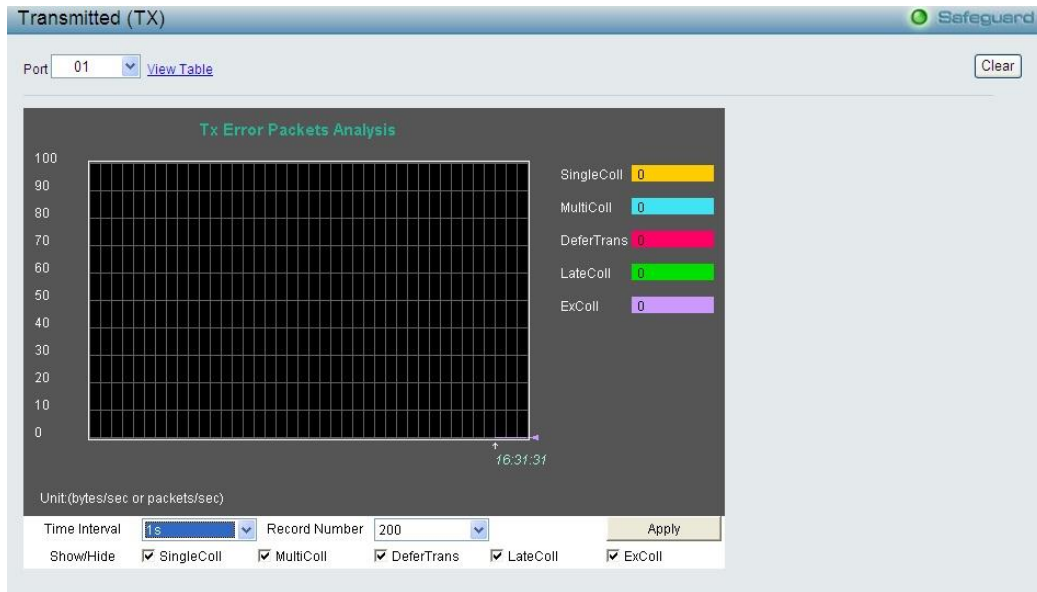 Transmitted (TX)
Safeguard
Port 01 View Table
Clear
Tx Error Packets Analysis
100
90
80
70
60
50
40
30
20
10
0
SingleColl 0
MultiColl 0
DeferTrans 0
LateColl 0
ExColl 0
16:31:31
Unit:(bytes/sec or packets/sec)
Time Interval 1s Record Number 200 Apply
Show/Hide SingleColl MultiColl DeferTrans LateColl ExColl